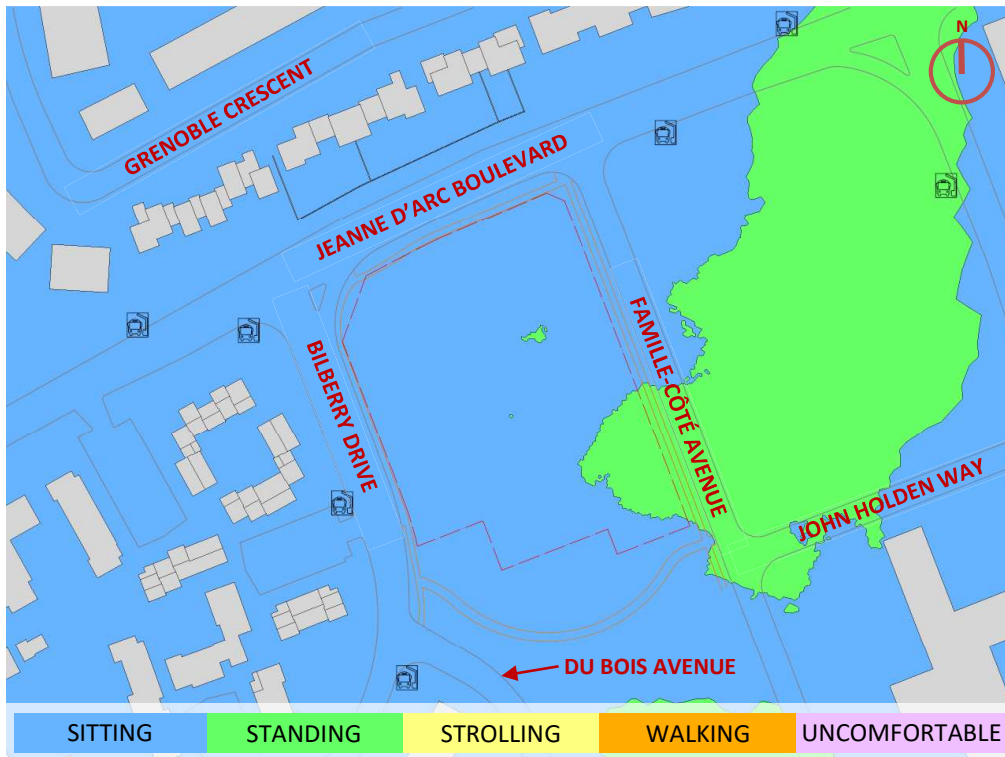 N
GRENOBLE CRESCENT
JEANNE D'ARC BOULEVARD
FAMILLE-CÔTÉ AVENUE
BILBERRY DRIVE
JOHN HOLDEN WAY
DU BOIS AVENUE
SITTING
STANDING
STROLLING
WALKING
UNCOMFORTABLE